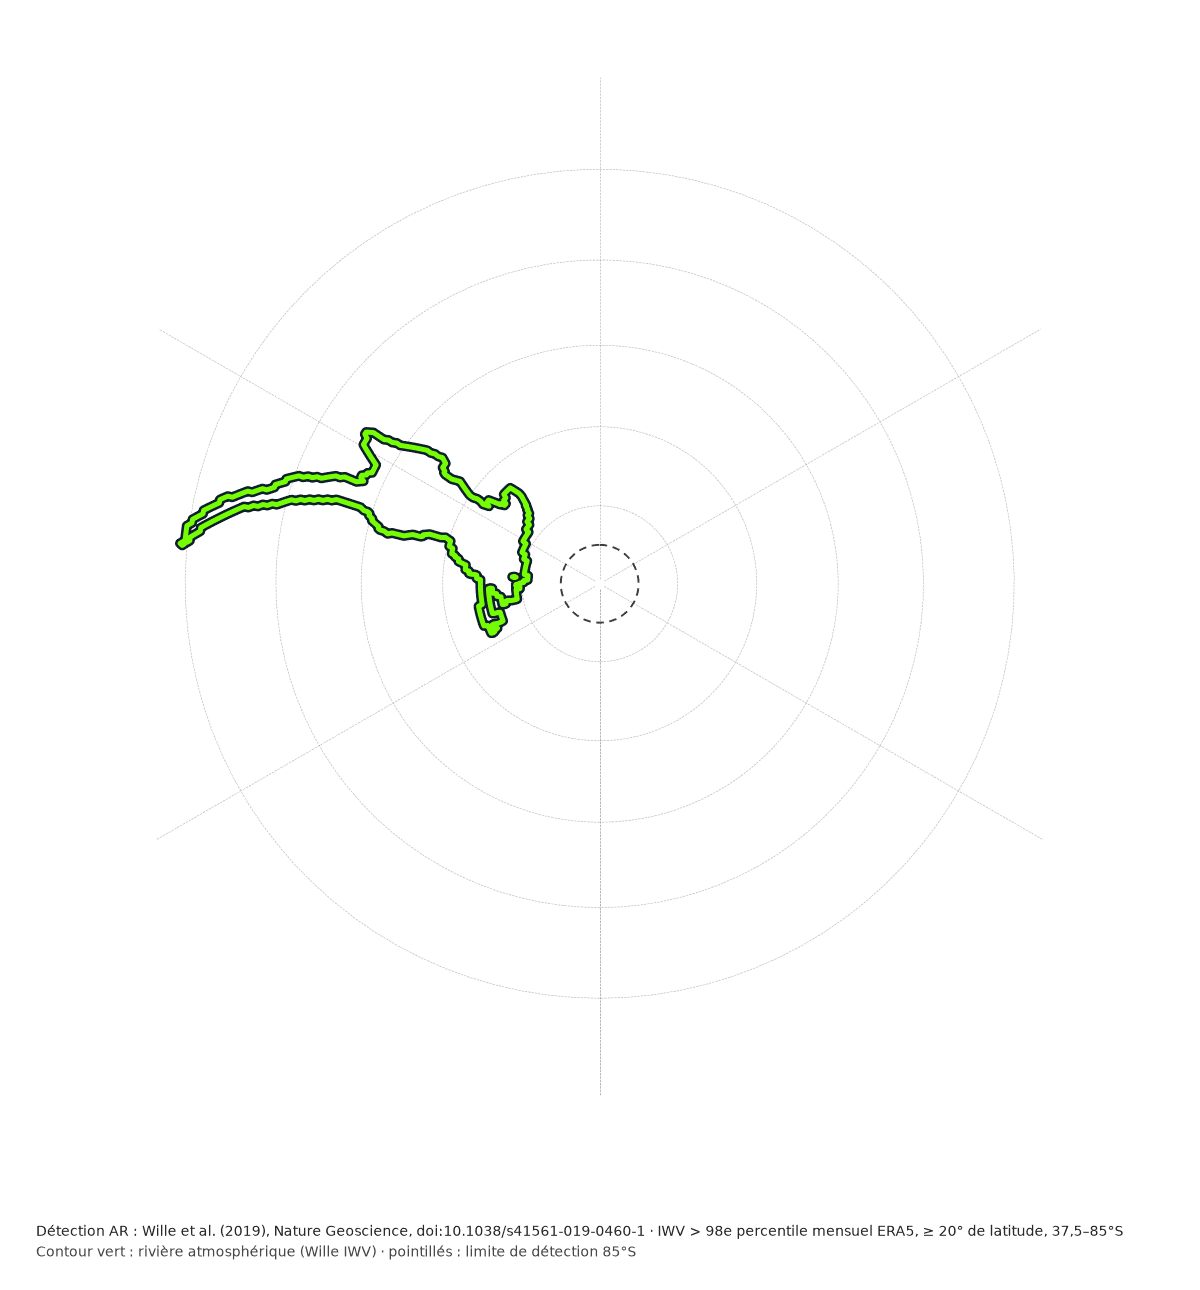 Détection AR : Wille et al. (2019), Nature Geoscience, doi:10.1038/s41561-019-0460-1 · IWV > 98e percentile mensuel ERA5, ≥ 20° de latitude, 37,5–85°S
Contour vert : rivière atmosphérique (Wille IWV) · pointillés : limite de détection 85°S